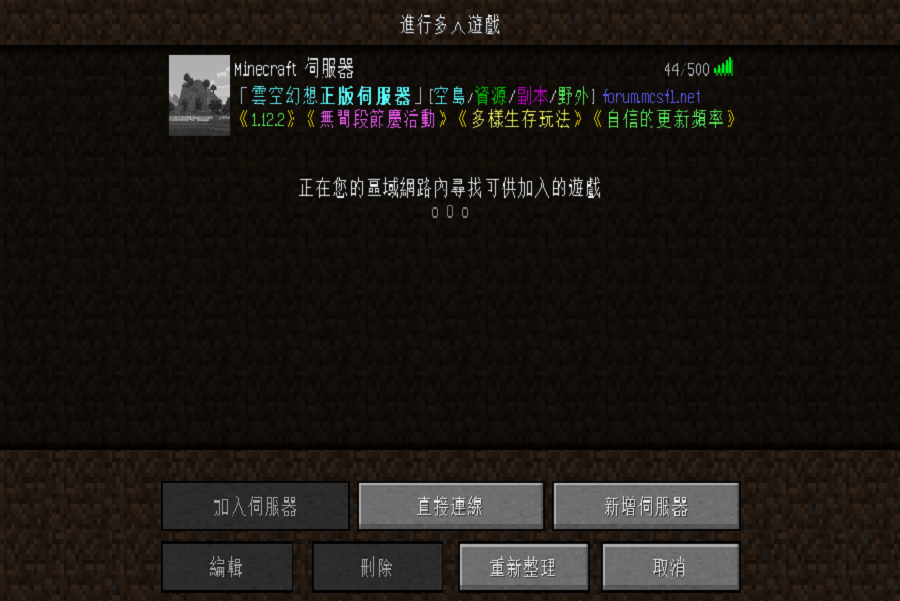 進行多人遊戲
Minecraft 伺服器 44/500
「雲空幻想正版伺服器」[空島/資源/副本/野外] forum.mcsfl.net
《1.12.2》《無間段節慶活動》《多樣生存玩法》《自信的更新頻率》
正在您的區域網路內尋找可供加入的遊戲
o O o
加入伺服器 直接連線 新增伺服器
編輯 刪除 重新整理 取消